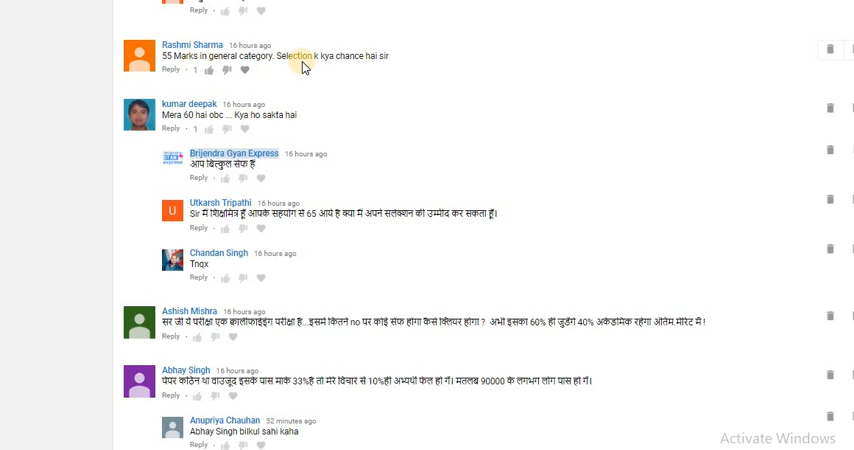 Reply
Rashmi Sharma 16 hours ago
55 Marks in general category. Selection k kya chance hai sir
Reply · 1
kumar deepak 16 hours ago
Mera 60 hai obc ... Kya ho sakta hai
Reply · 1
Brijendra Gyan Express 16 hours ago
आप बिल्कुल सेफ हैं
Reply ·
U
Utkarsh Tripathi 16 hours ago
Sir मैं शिक्षामित्र हूँ आपके सहयोग से 65 आये है क्या मैं अपने सलेक्शन की उम्मीद कर सकता हूँ।
Reply ·
Chandan Singh 16 hours ago
Tnqx
Reply ·
Ashish Mishra 16 hours ago
सर जी ये परीक्षा एक क्वालीफाइइंग परीक्षा है...इसमें कितने no पर कोई सेफ होगा कैसे क्लियर होगा ? अभी इसका 60% ही जुडेंगे 40% अकेडमिक रहेगा अंतिम.मेरिट में !
Reply ·
Abhay Singh 16 hours ago
पेपर कठिन था वाउजूद इसके पास मार्क 33%है तो मेरे विचार से 10%ही अभ्यर्थी फेल हो गें। मतलब 90000 के लगभग लोग पास हो गें।
Reply ·
Anupriya Chauhan 32 minutes ago
Abhay Singh bilkul sahi kaha
Reply ·
Activate Windows